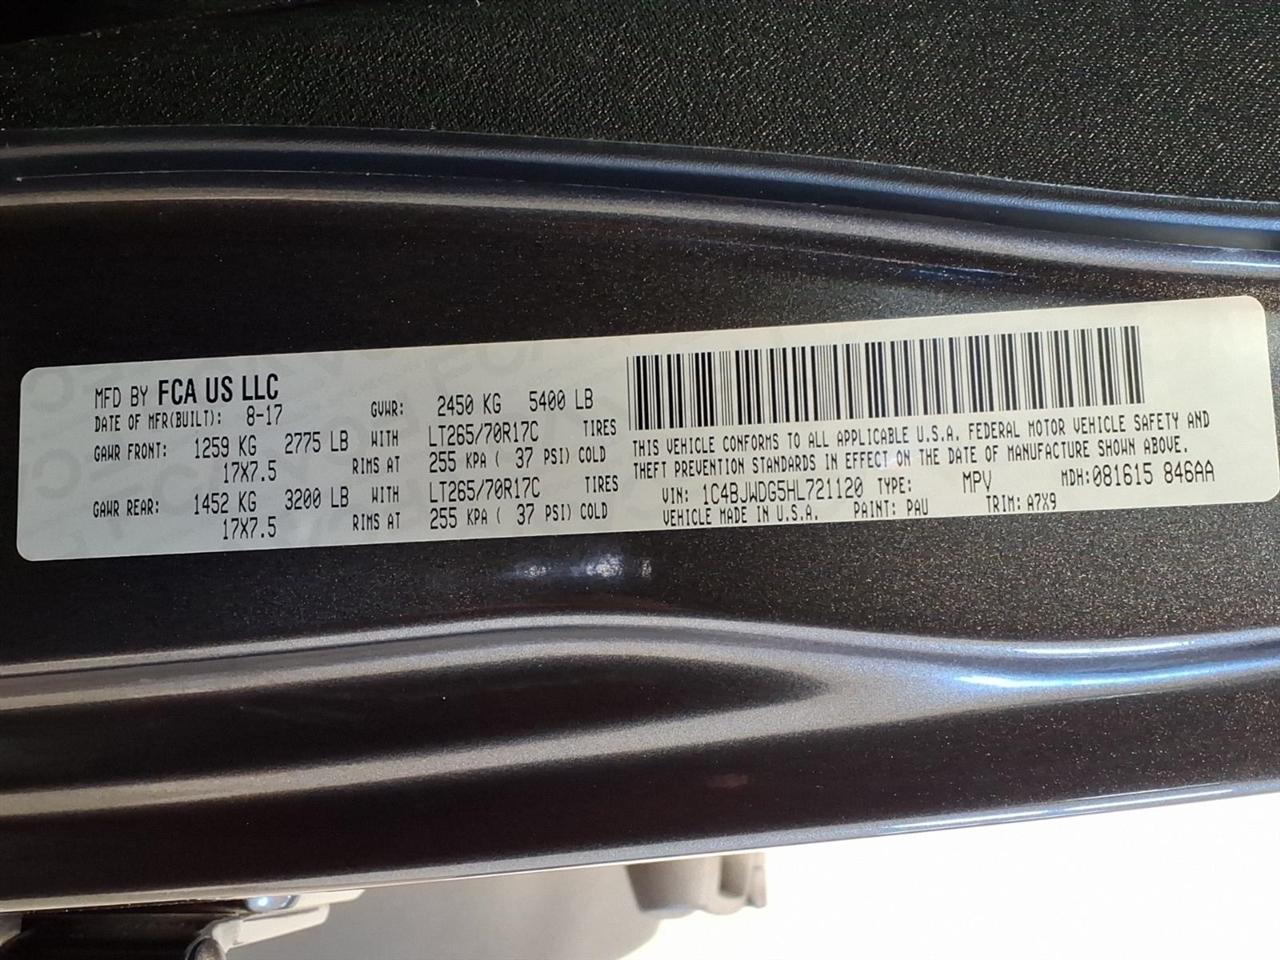 MFD BY FCA US LLC
DATE OF MFR(BUILT): 8-17 GVWR: 2450 KG 5400 LB
GAWR FRONT: 1259 KG 2775 LB WITH LT265/70R17C TIRES
17X7.5 RIMS AT 255 KPA ( 37 PSI) COLD
GAWR REAR: 1452 KG 3200 LB WITH LT265/70R17C TIRES
17X7.5 RIMS AT 255 KPA ( 37 PSI) COLD
THIS VEHICLE CONFORMS TO ALL APPLICABLE U.S.A. FEDERAL MOTOR VEHICLE SAFETY AND
THEFT PREVENTION STANDARDS IN EFFECT ON THE DATE OF MANUFACTURE SHOWN ABOVE.
VIN: 1C4BJWDG5HL721120 TYPE: MPV MDH:081615 846AA
VEHICLE MADE IN U.S.A. PAINT: PAU TRIM: A7X9